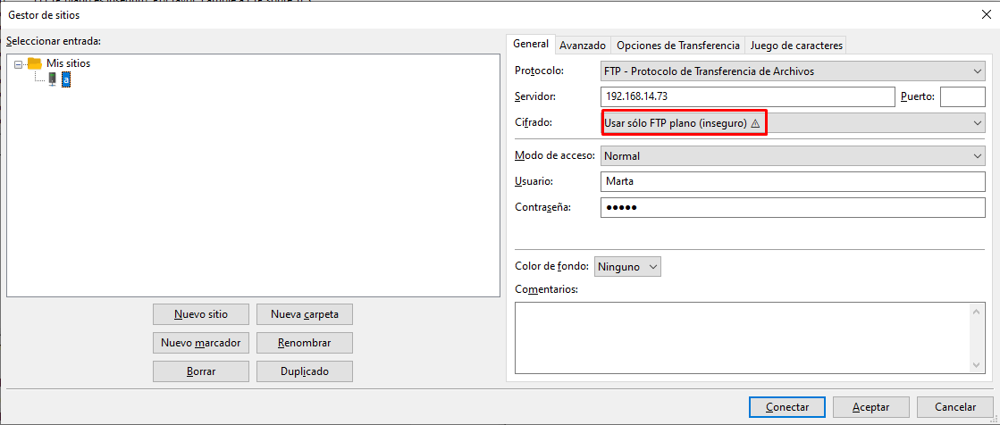 Gestor de sitios
Seleccionar entrada:
Mis sitios
a
Nuevo sitio
Nueva carpeta
Nuevo marcador
Renombrar
Borrar
Duplicado
General
Avanzado
Opciones de Transferencia
Juego de caracteres
Protocolo:
FTP - Protocolo de Transferencia de Archivos
Servidor:
192.168.14.73
Puerto:
Cifrado:
Usar sólo FTP plano (inseguro)
Modo de acceso:
Normal
Usuario:
Marta
Contraseña:
●●●●●
Color de fondo:
Ninguno
Comentarios:
Conectar
Aceptar
Cancelar